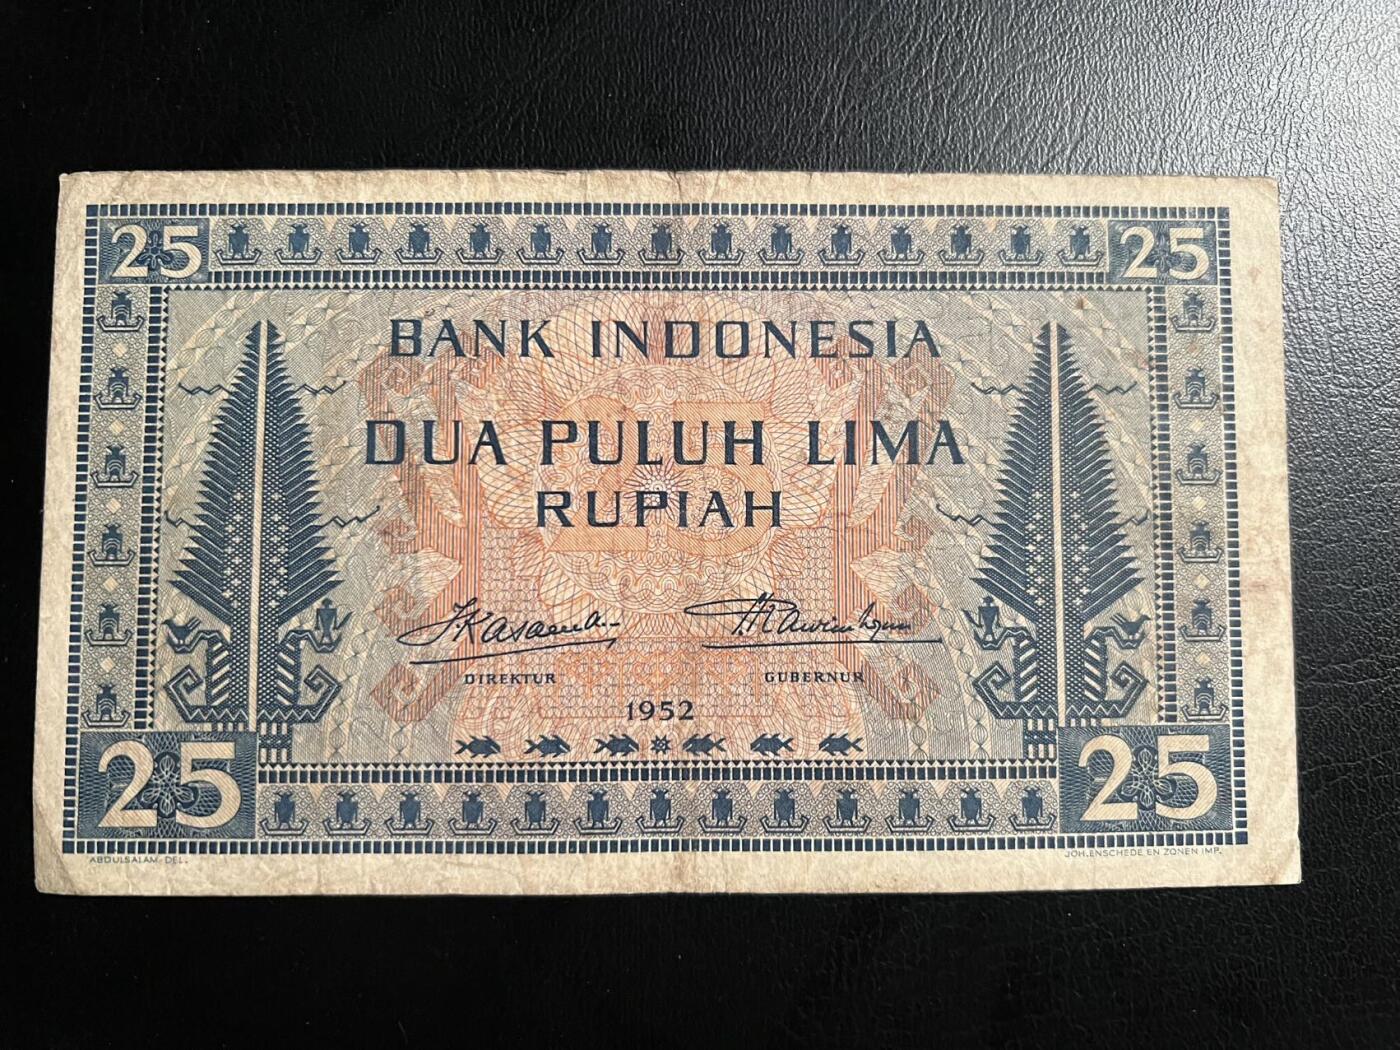 25 25
BANK INDONESIA
DUA PULUH LIMA
RUPIAH
DIREKTUR GUBERNUR
1952
25 25
ABDULSALAM-DEL. JOH.ENSCHEDE EN ZONEN IMP.